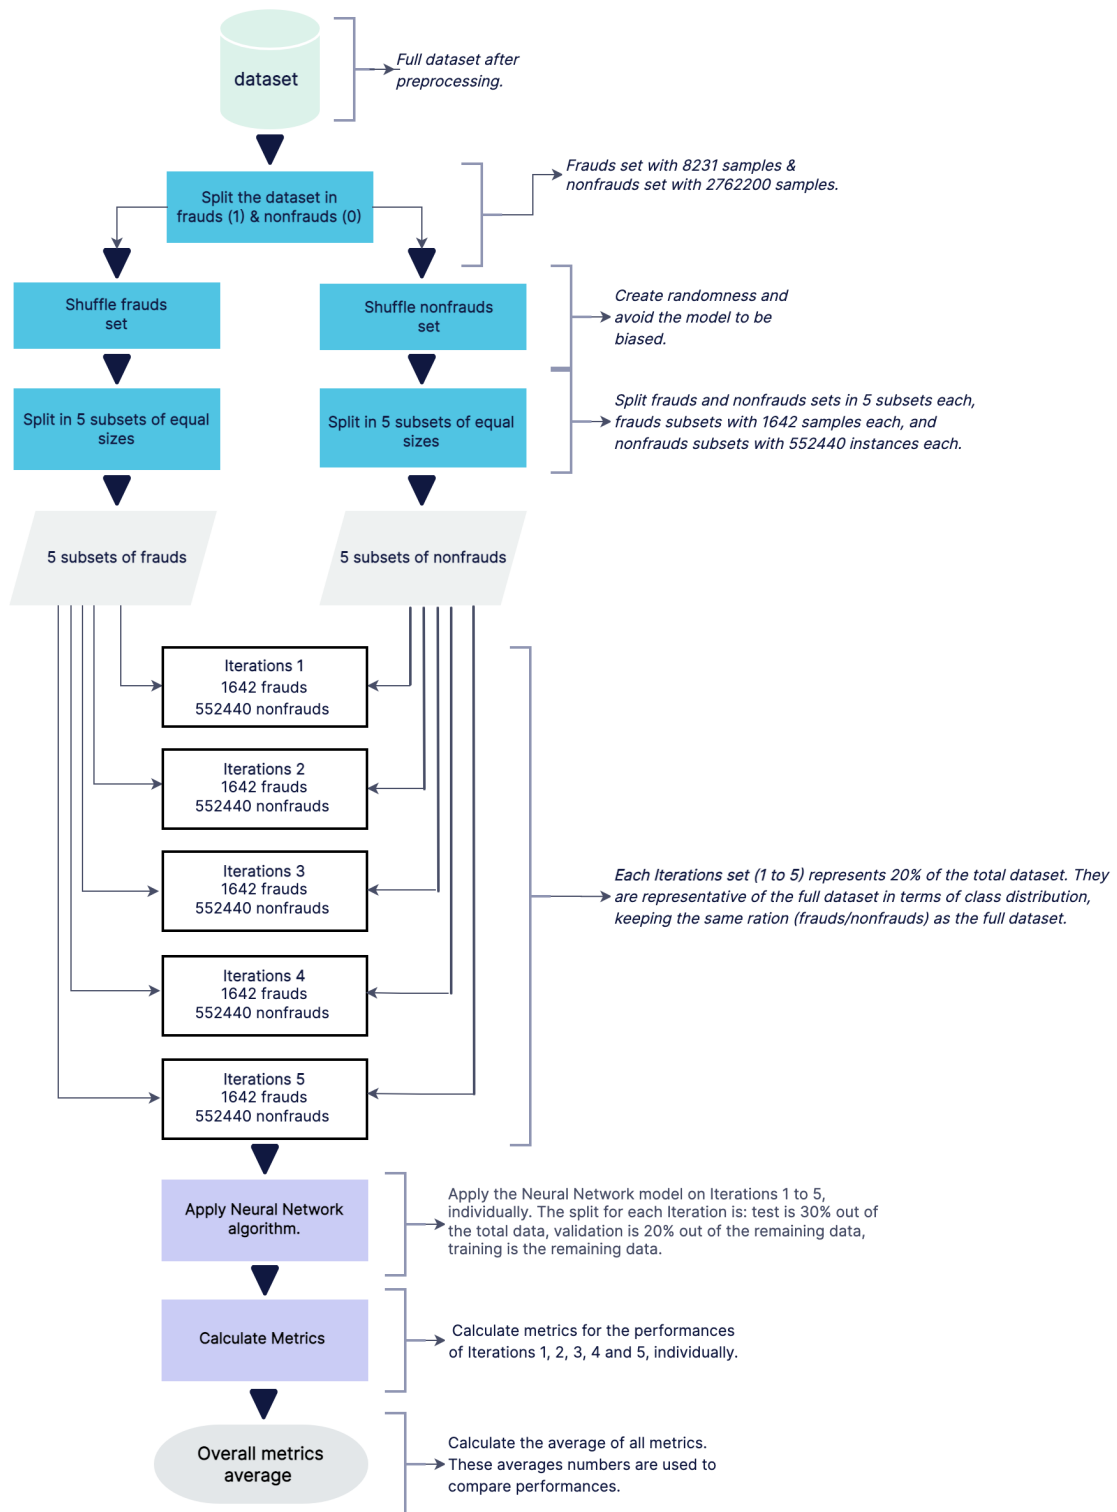 dataset
Full dataset after
preprocessing.
Split the dataset in
frauds (1) & nonfrauds (0)
Frauds set with 8231 samples &
nonfrauds set with 2762200 samples.
Shuffle frauds
set
Shuffle nonfrauds
set
Create randomness and
avoid the model to be
biased.
Split in 5 subsets of equal
sizes
Split in 5 subsets of equal
sizes
Split frauds and nonfrauds sets in 5 subsets each,
frauds subsets with 1642 samples each, and
nonfrauds subsets with 552440 instances each.
5 subsets of frauds
5 subsets of nonfrauds
Iterations 1
1642 frauds
552440 nonfrauds
Iterations 2
1642 frauds
552440 nonfrauds
Iterations 3
1642 frauds
552440 nonfrauds
Each Iterations set (1 to 5) represents 20% of the total dataset. They
are representative of the full dataset in terms of class distribution,
keeping the same ration (frauds/nonfrauds) as the full dataset.
Iterations 4
1642 frauds
552440 nonfrauds
Iterations 5
1642 frauds
552440 nonfrauds
Apply Neural Network
algorithm.
Apply the Neural Network model on Iterations 1 to 5,
individually. The split for each Iteration is: test is 30% out of
the total data, validation is 20% out of the remaining data,
training is the remaining data.
Calculate Metrics
Calculate metrics for the performances
of Iterations 1, 2, 3, 4 and 5, individually.
Overall metrics
average
Calculate the average of all metrics.
These averages numbers are used to
compare performances.